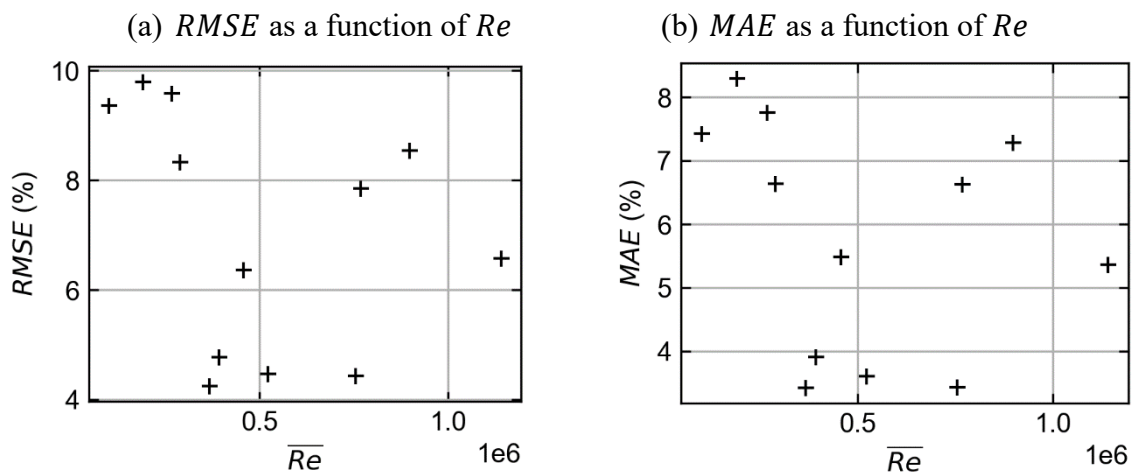 (a) RMSE as a function of Re
10
8
6
4
RMSE (%)
0.5
1.0
1e6
Re̅
(b) MAE as a function of Re
8
7
6
5
4
MAE (%)
0.5
1.0
1e6
Re̅